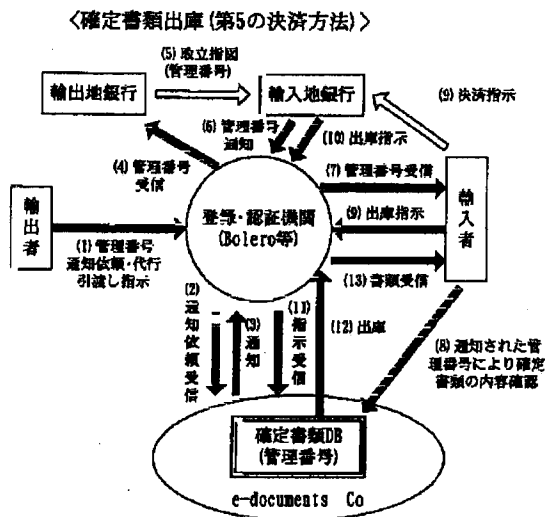 〈確定書類出庫(第5の決済方法)〉
(5) 取立指図
(管理番号)
輸出地銀行
輸入地銀行
(9) 決済指示
(6) 管理番号
通知
(10) 出庫指示
(4) 管理番号
受信
(7) 管理番号受信
輸出者
登録・認証機関
(Bolero等)
(9) 出庫指示
輸入者
(1) 管理番号
通知依頼・代行
引渡し指示
(13) 書類受信
(2)通知依頼受信
(3)通知
(11)指示受信
(12) 出庫
(8) 通知された管
理番号により確定
書類の内容確認
確定書類DB
(管理番号)
e-documents Co